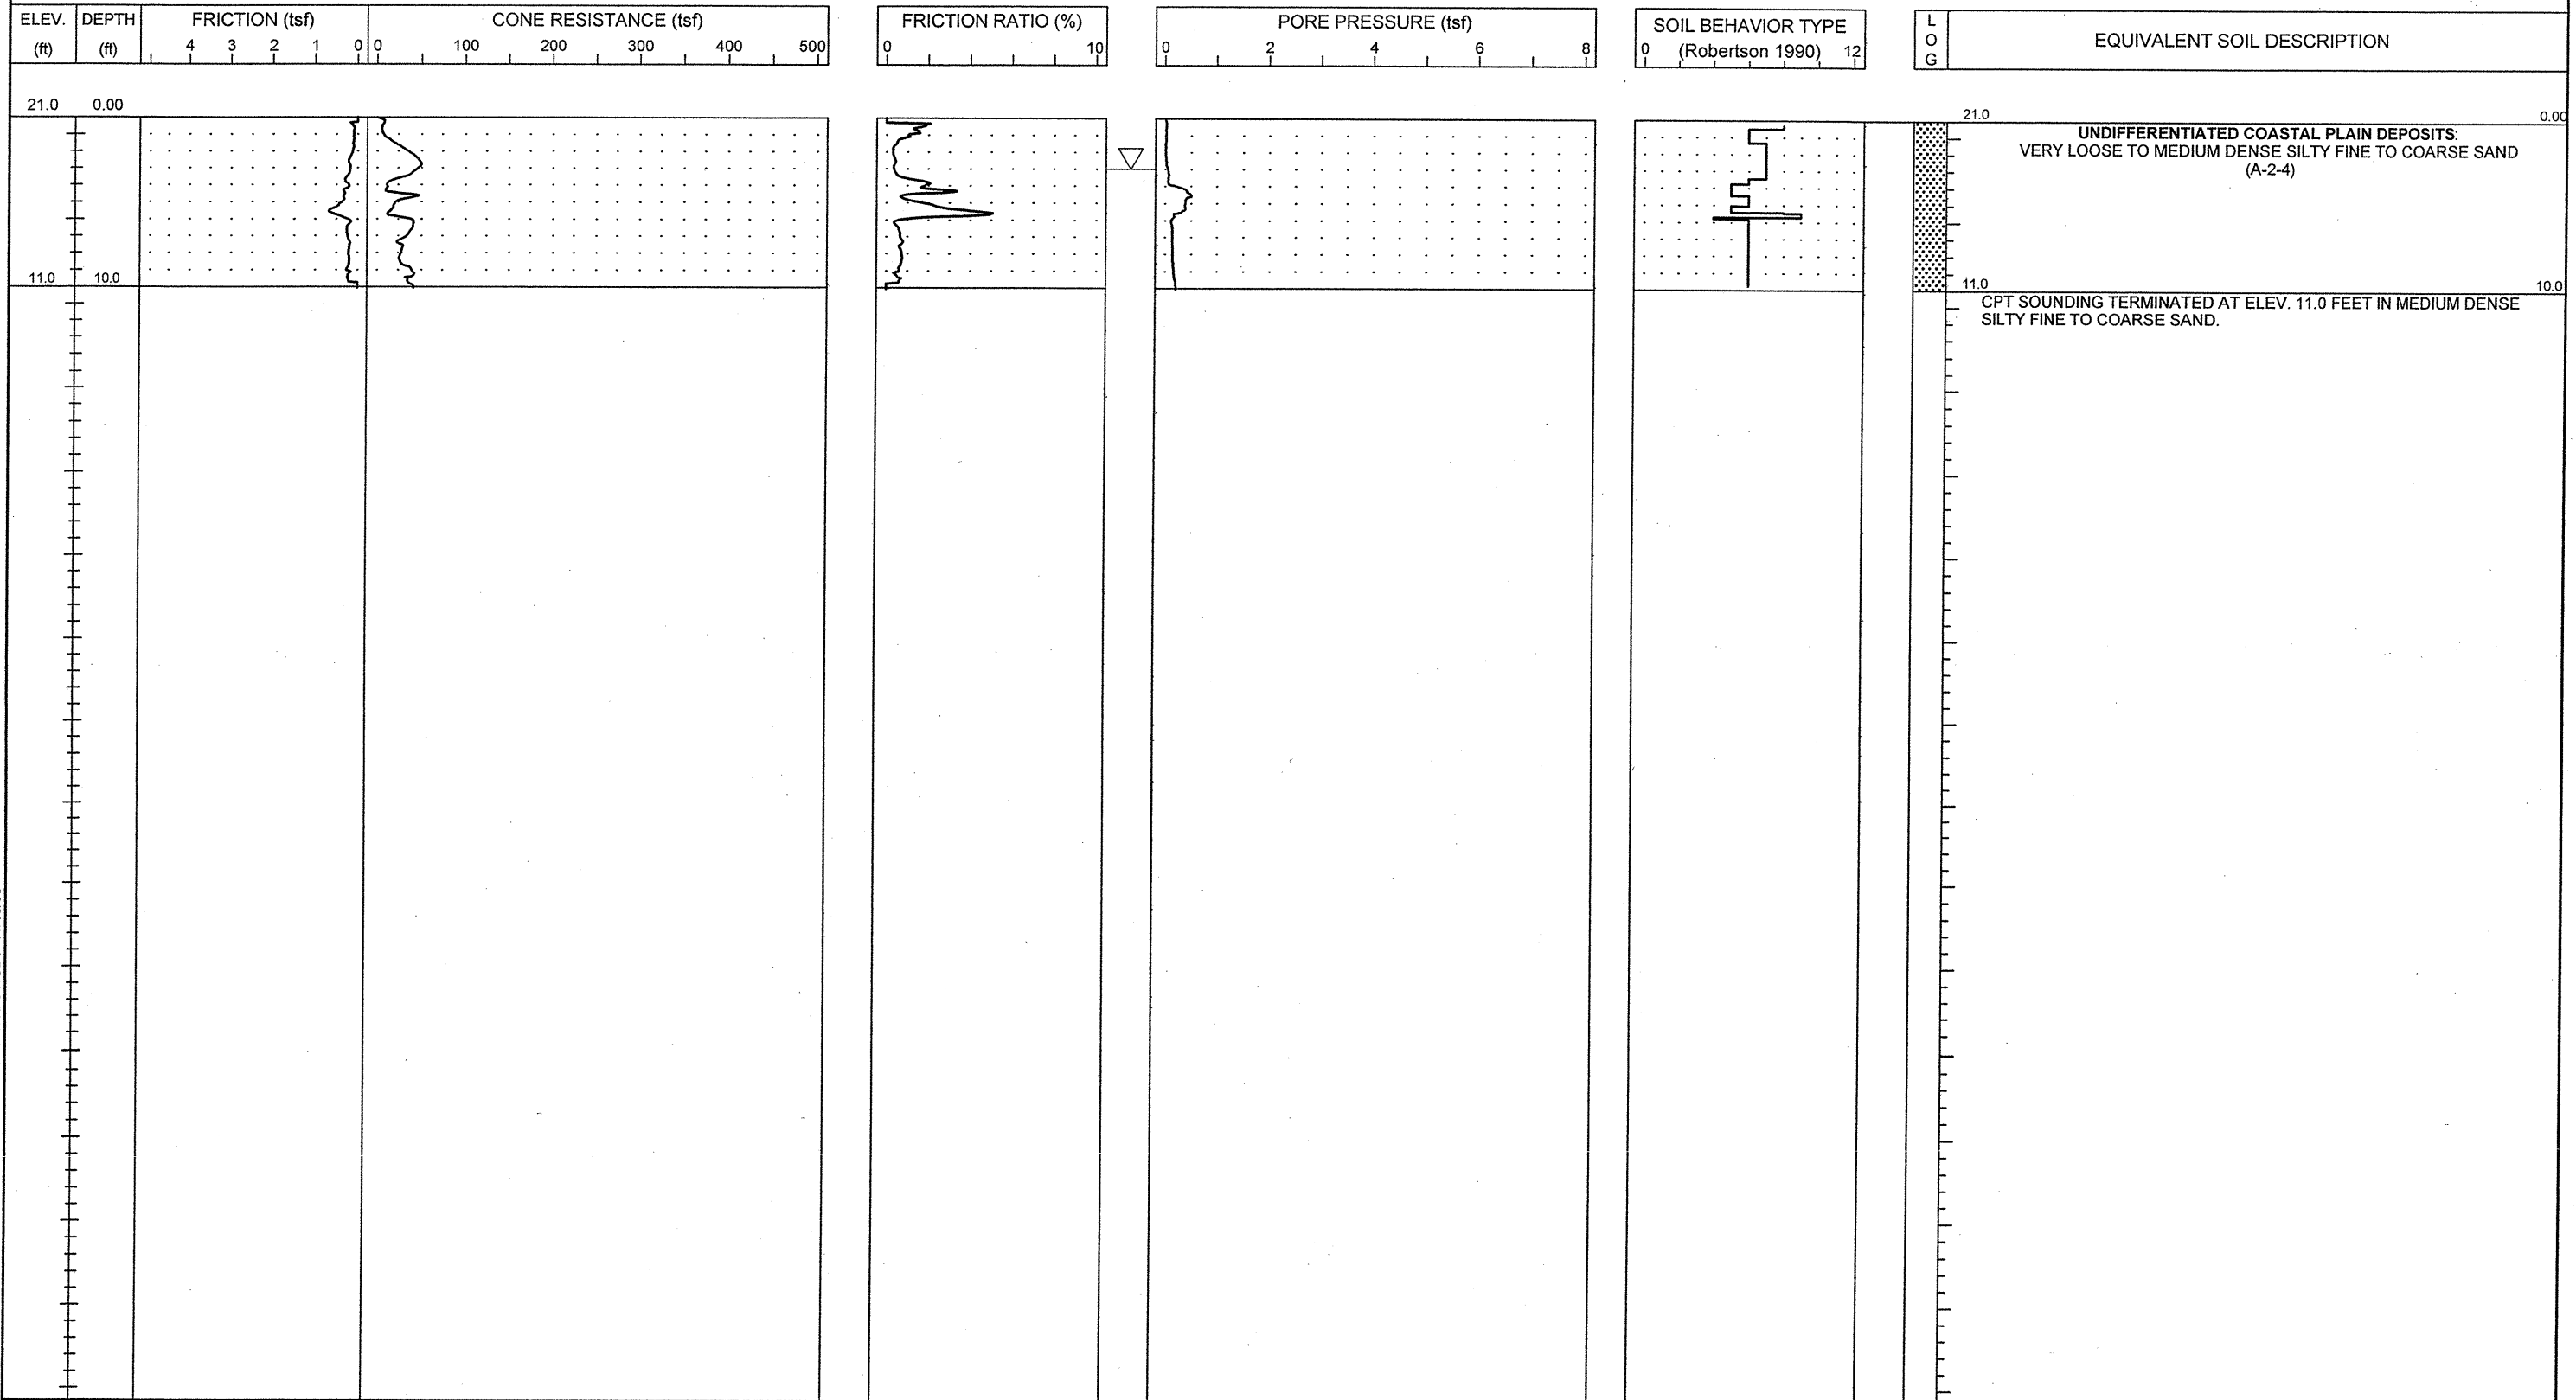 ELEV.
(ft)
DEPTH
(ft)
FRICTION (tsf)
4 3 2 1 0
CONE RESISTANCE (tsf)
0 100 200 300 400 500
FRICTION RATIO (%)
0 10
PORE PRESSURE (tsf)
0 2 4 6 8
SOIL BEHAVIOR TYPE
(Robertson 1990)
0 12
L
O
G
EQUIVALENT SOIL DESCRIPTION
21.0 0.00
21.0 0.00
UNDIFFERENTIATED COASTAL PLAIN DEPOSITS:
VERY LOOSE TO MEDIUM DENSE SILTY FINE TO COARSE SAND
(A-2-4)
11.0 10.0
11.0 10.0
CPT SOUNDING TERMINATED AT ELEV. 11.0 FEET IN MEDIUM DENSE
SILTY FINE TO COARSE SAND.